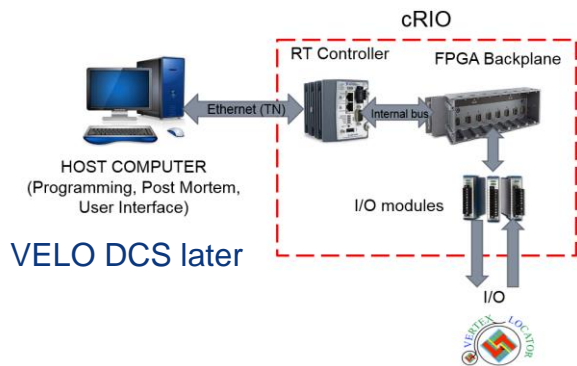 cRIO
RT Controller
FPGA Backplane
Ethernet (TN)
Internal bus
HOST COMPUTER
(Programming, Post Mortem,
User Interface)
I/O modules
VELO DCS later
I/O
VERTEX LOCATOR